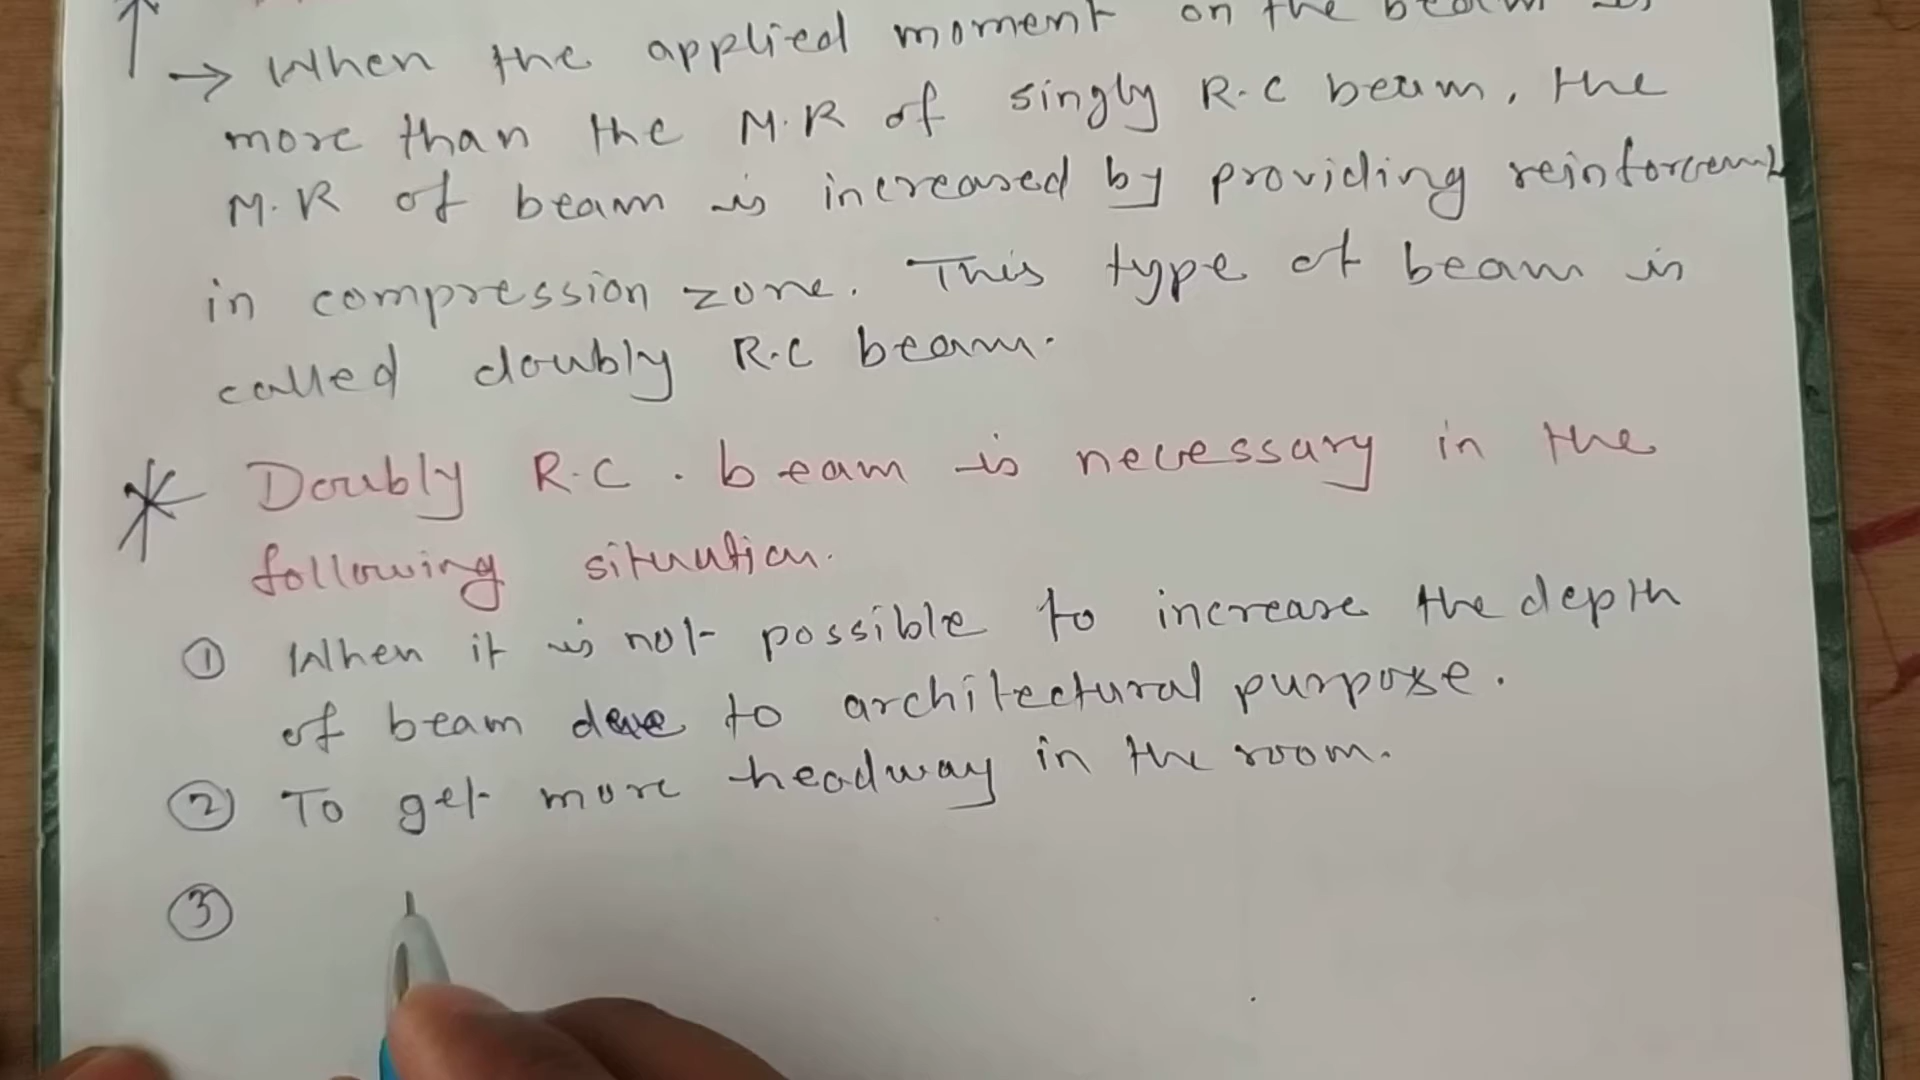 → When the applied moment on the beam is
more than the M.R of singly R.C beam, the
M.R of beam is increased by providing reinforcement
in compression zone. This type of beam is
called doubly R.C beam.
* Doubly R.C. beam is necessary in the
following situation.
① When it is not possible to increase the depth
of beam due to architectural purpose.
② To get more headway in the room.
③